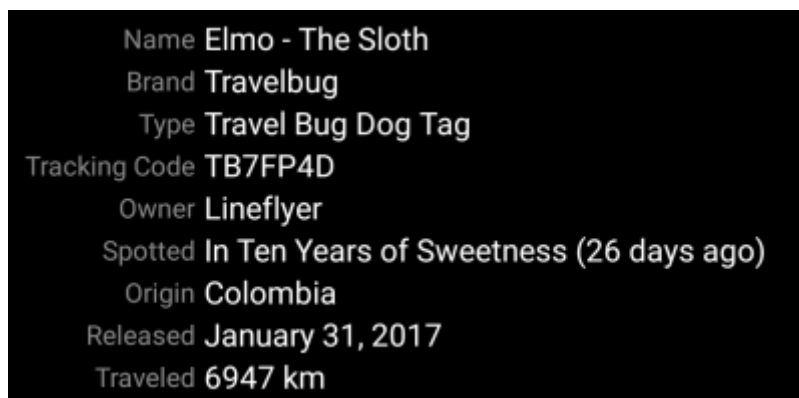 Name Elmo - The Sloth
Brand Travelbug
Type Travel Bug Dog Tag
Tracking Code TB7FP4D
Owner Lineflyer
Spotted In Ten Years of Sweetness (26 days ago)
Origin Colombia
Released January 31, 2017
Traveled 6947 km